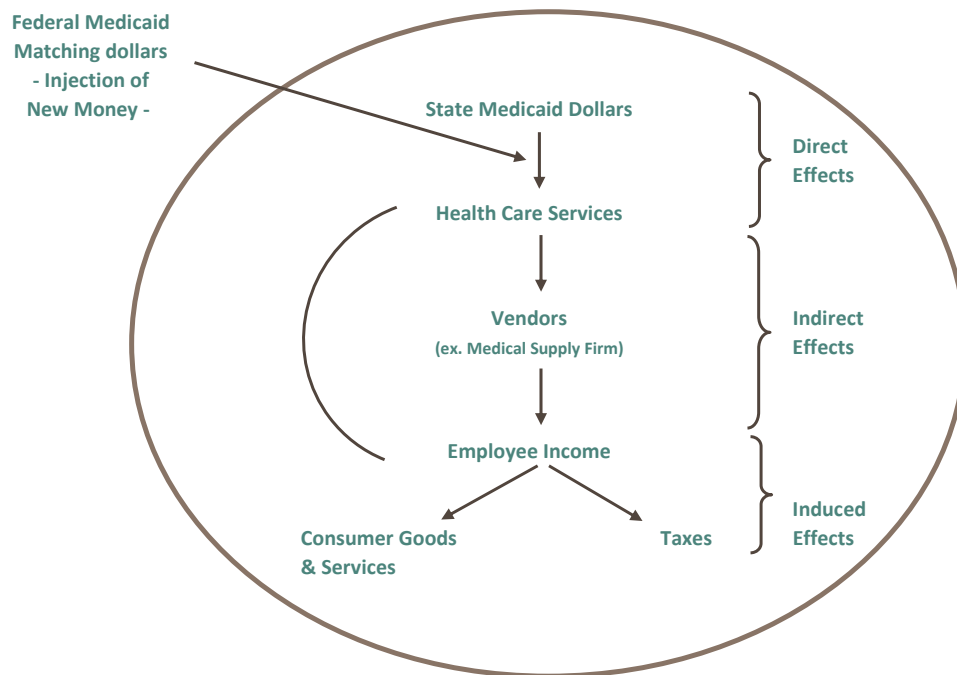 Federal Medicaid
Matching dollars
- Injection of
New Money -
State Medicaid Dollars
Direct
Effects
Health Care Services
Vendors
(ex. Medical Supply Firm)
Indirect
Effects
Employee Income
Consumer Goods
& Services
Taxes
Induced
Effects